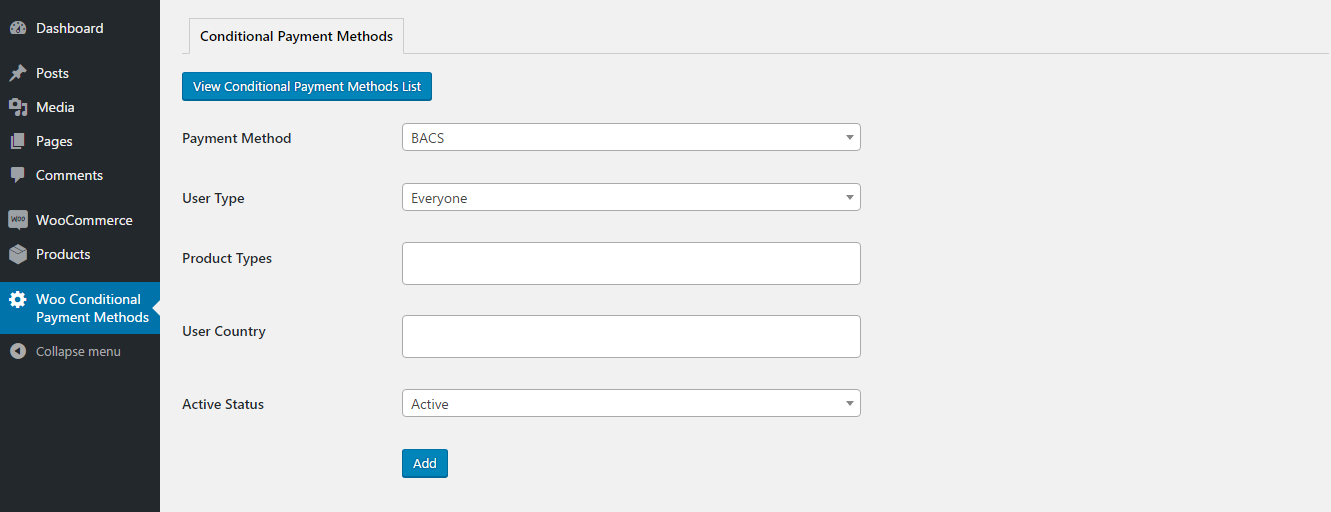 Dashboard
Posts
Media
Pages
Comments
WOO
WooCommerce
Products
Woo Conditional
Payment Methods
Collapse menu
Conditional Payment Methods
View Conditional Payment Methods List
Payment Method
BACS
User Type
Everyone
Product Types
User Country
Active Status
Active
Add